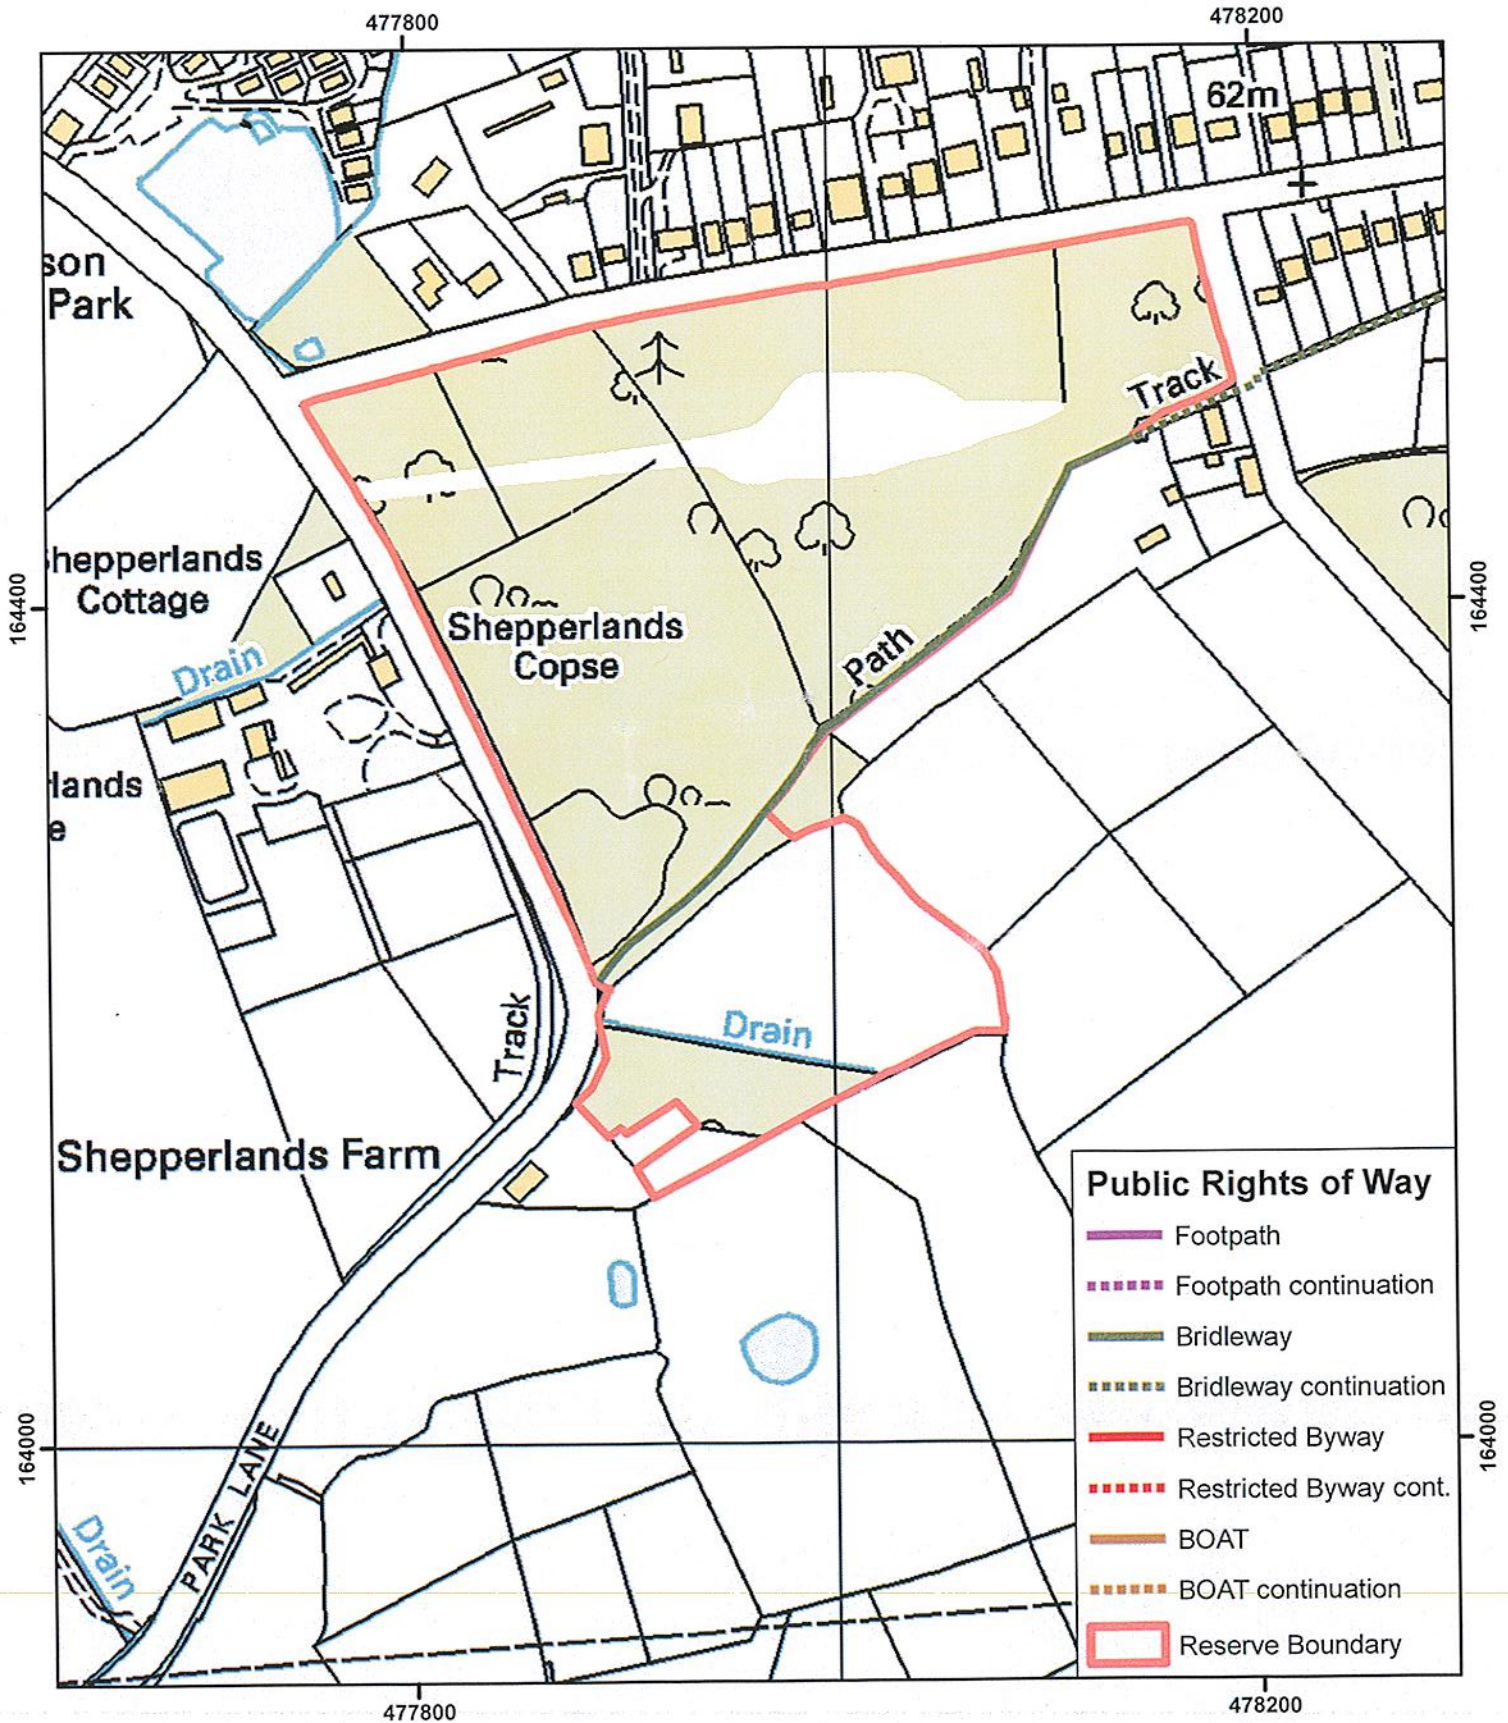 477800
478200
62m
son
Park
Track
hepperlands
Cottage
164400
164400
Shepperlands
Copse
Drain
Path
lands
e
Track
Drain
Shepperlands Farm
Public Rights of Way
Footpath
Footpath continuation
Bridleway
Bridleway continuation
Restricted Byway
Restricted Byway cont.
BOAT
BOAT continuation
Reserve Boundary
164000
164000
PARK LANE
Drain
477800
478200